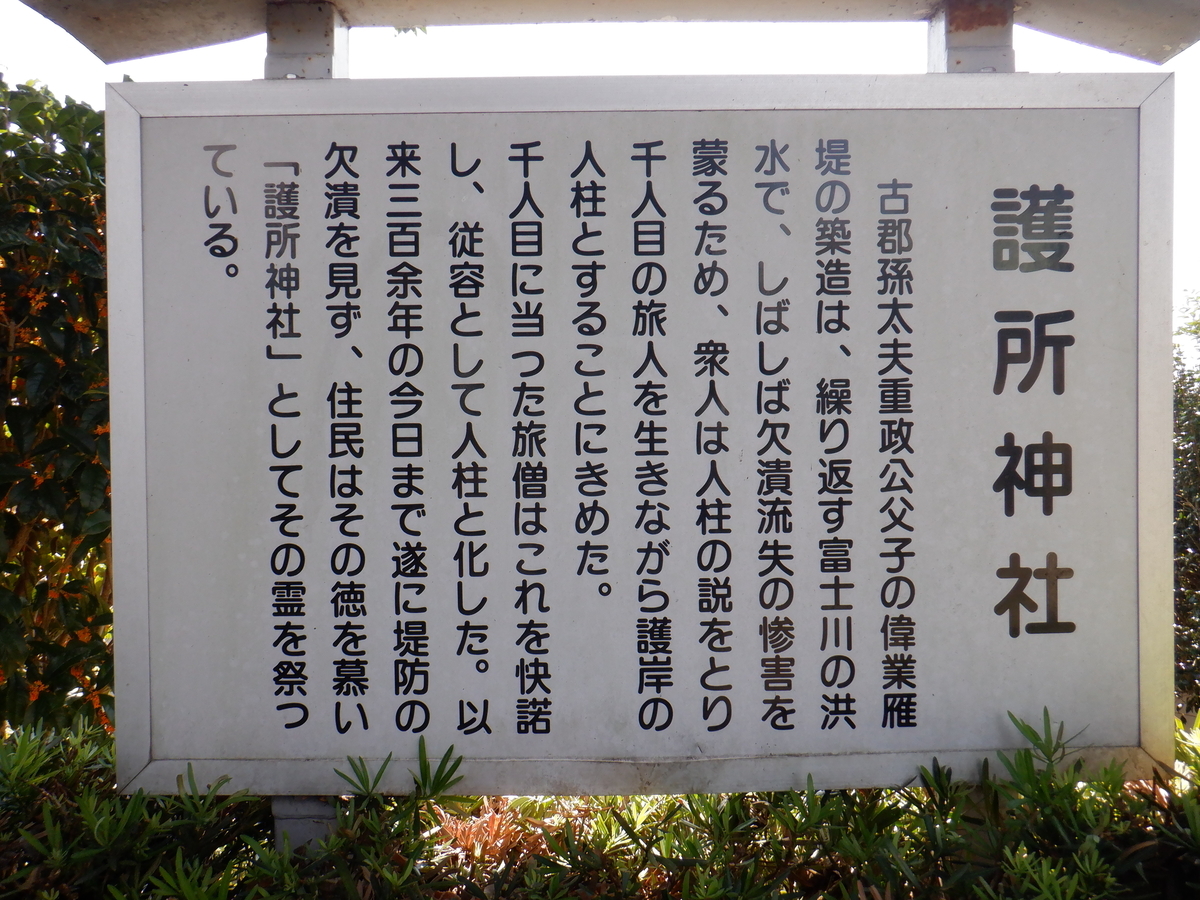 護所神社
古郡孫太夫重政公父子の偉業雁
堤の築造は、繰り返す富士川の洪
水で、しばしば欠潰流失の惨害を
蒙るため、衆人は人柱の説をとり
千人目の旅人を生きながら護岸の
人柱とすることにきめた。
千人目に当った旅僧はこれを快諾
し、従容として人柱と化した。以
来三百余年の今日まで遂に堤防の
欠潰を見ず、住民はその徳を慕い
「護所神社」としてその霊を祭つ
ている。